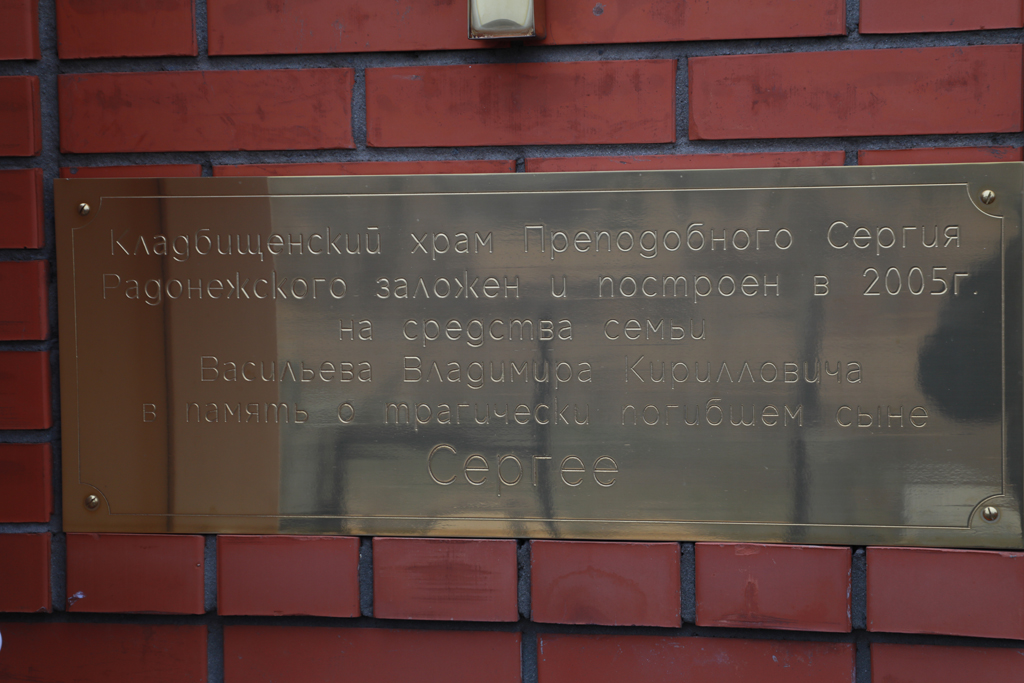 Кладбищенский храм Преподобного Сергия
Радонежского заложен и построен в 2005г.
на средства семьи
Васильева Владимира Кирилловича
в память о трагически погибшем сыне
Сергее